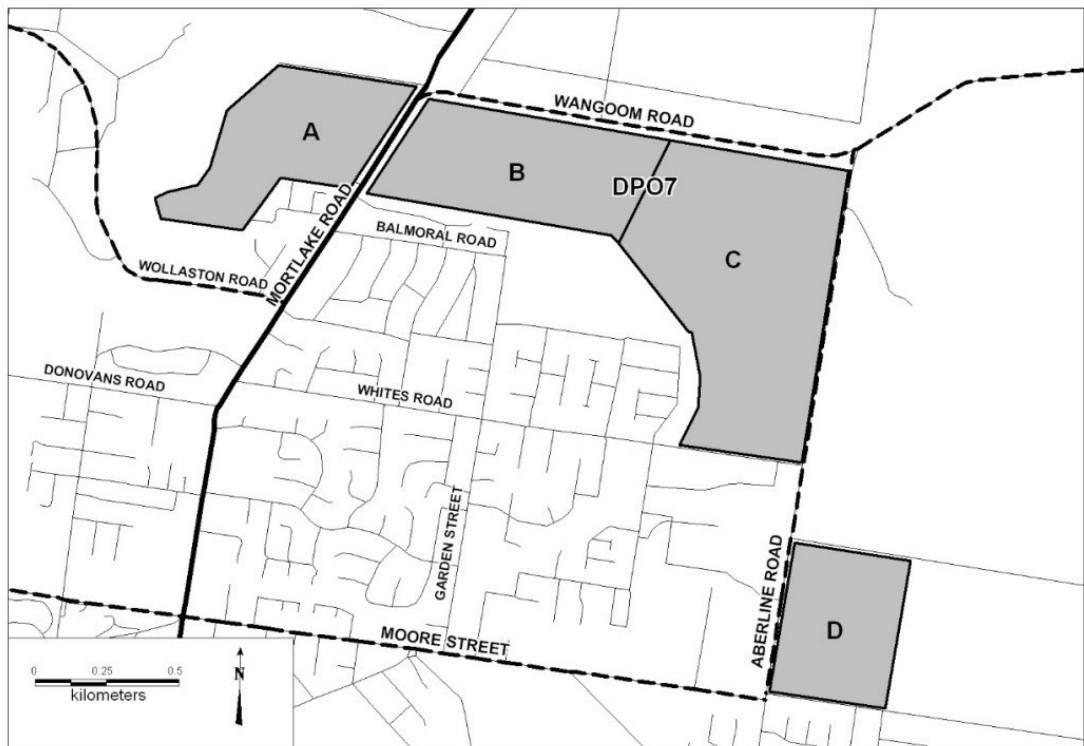 WANGOOM ROAD
A
B
DPO7
C
BALMORAL ROAD
MORTLAKE ROAD
WOLLASTON ROAD
DONOVANS ROAD
WHITES ROAD
GARDEN STREET
ABERLINE ROAD
D
MOORE STREET
0 0.25 0.5
kilometers
N